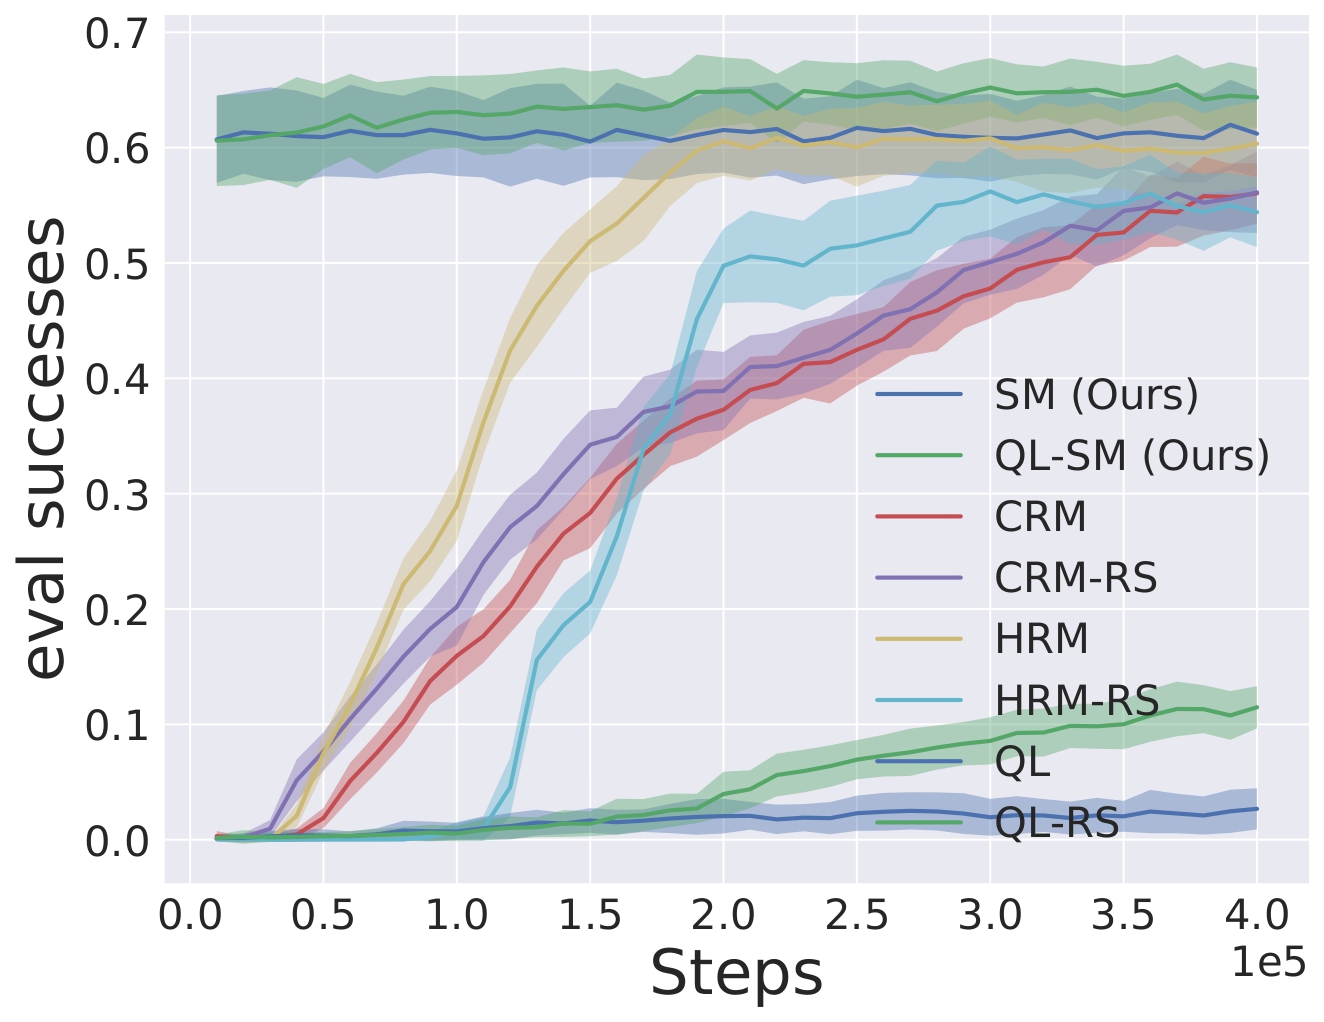 0.7
0.6
0.5
0.4
0.3
0.2
0.1
0.0
eval successes
SM (Ours)
QL-SM (Ours)
CRM
CRM-RS
HRM
HRM-RS
QL
QL-RS
0.0 0.5 1.0 1.5 2.0 2.5 3.0 3.5 4.0
1e5
Steps